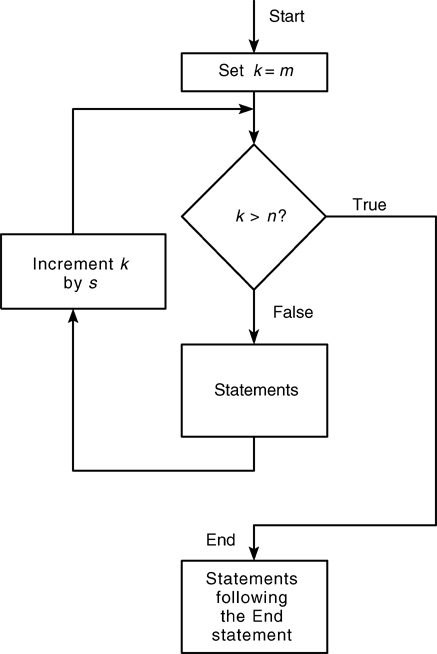 Start
Set k = m
k > n?
True
Increment k
by s
False
Statements
End
Statements
following
the End
statement